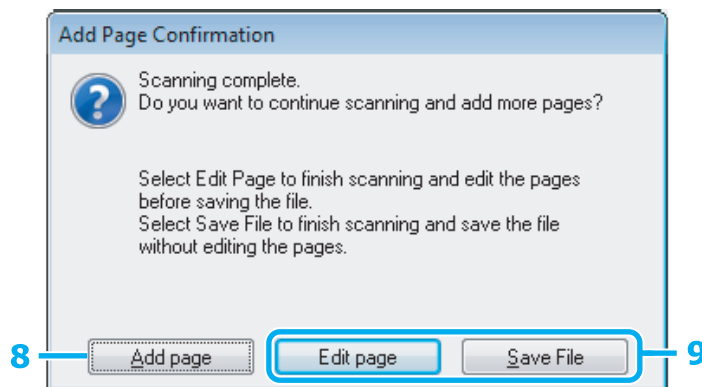 Add Page Confirmation
Scanning complete.
Do you want to continue scanning and add more pages?
Select Edit Page to finish scanning and edit the pages
before saving the file.
Select Save File to finish scanning and save the file
without editing the pages.
8 Add page Edit page Save File 9